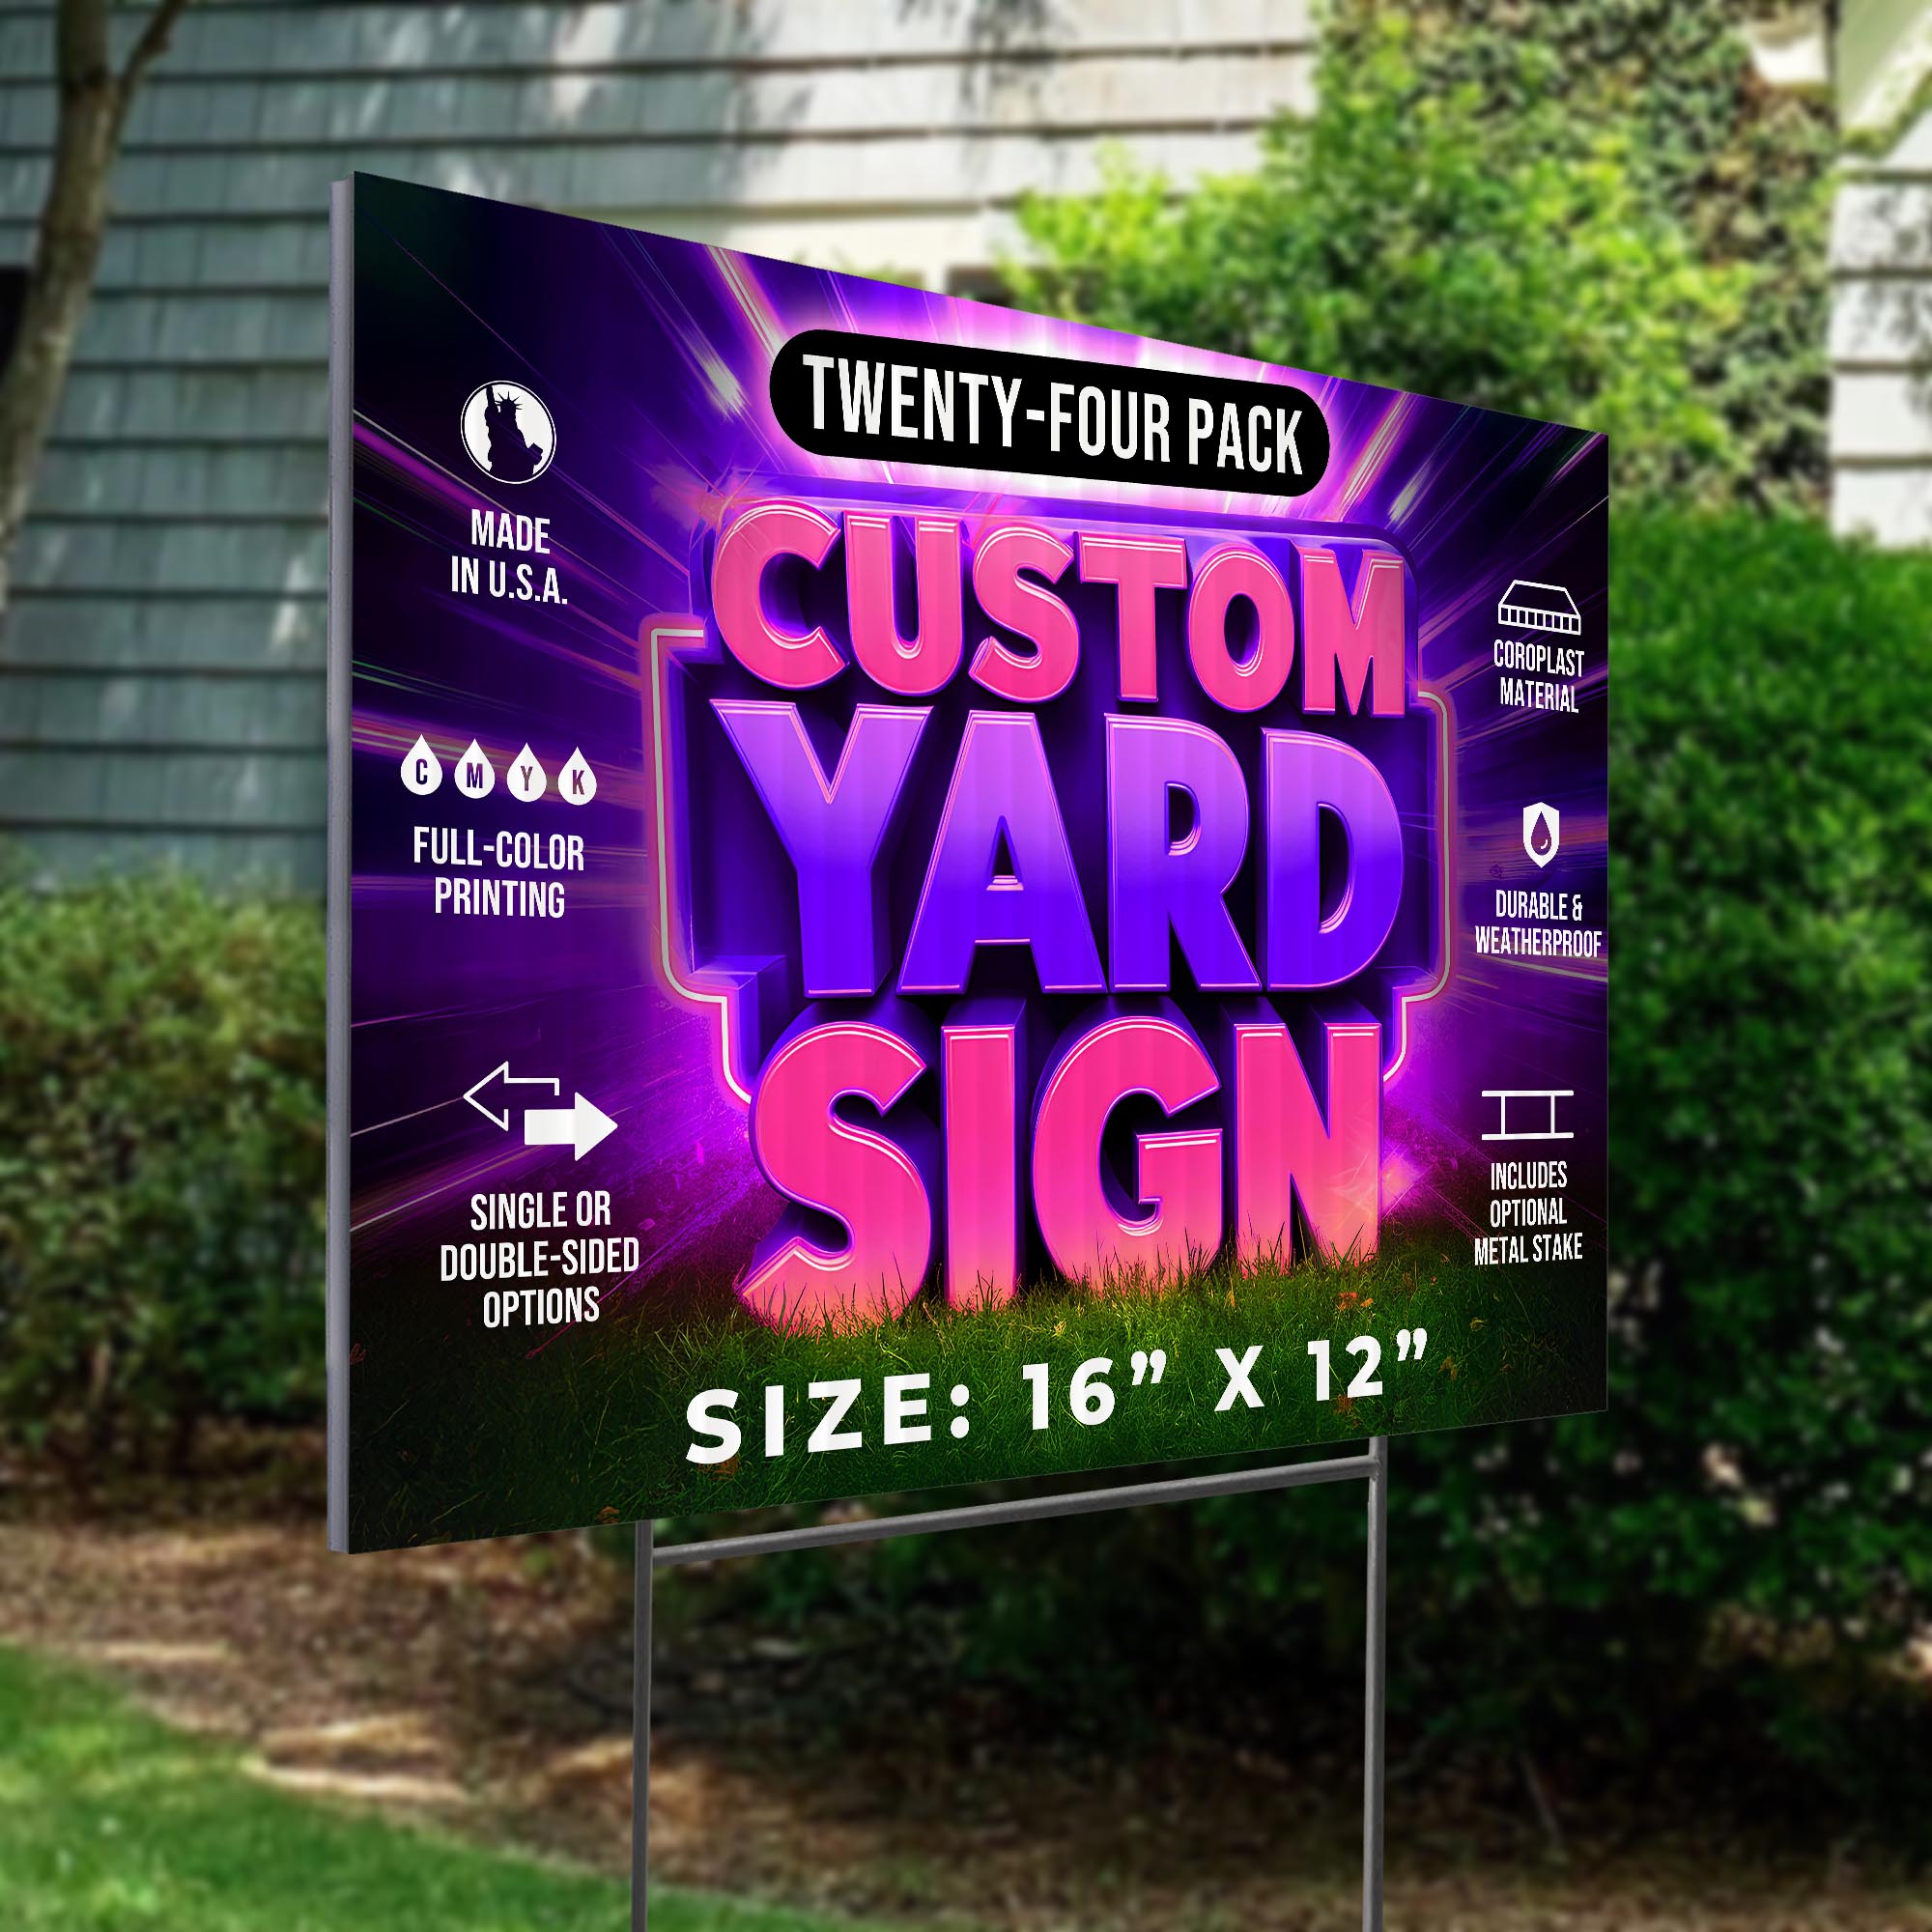 TWENTY-FOUR PACK
CUSTOM
YARD
SIGN
SIZE: 16” X 12”
MADE
IN U.S.A.
C M Y K
FULL-COLOR
PRINTING
SINGLE OR
DOUBLE-SIDED
OPTIONS
COROPLAST
MATERIAL
DURABLE &
WEATHERPROOF
INCLUDES
OPTIONAL
METAL STAKE